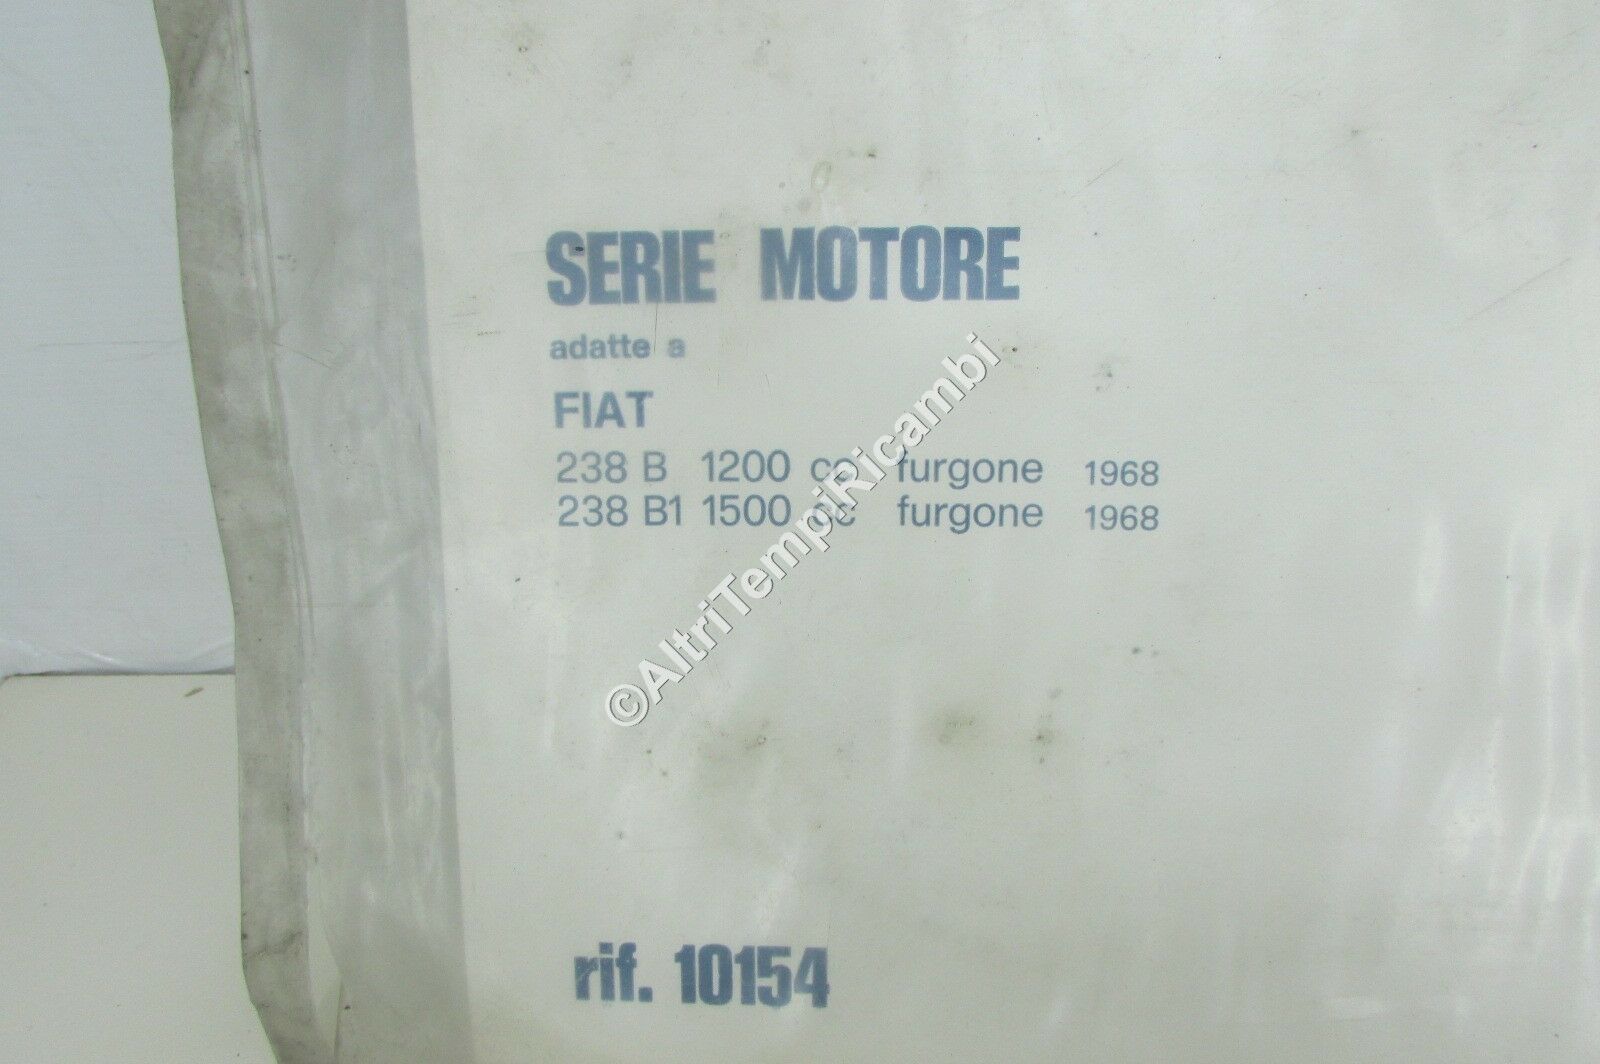 SERIE MOTORE
adatte a
FIAT
238 B 1200 cc furgone 1968
238 B1 1500 cc furgone 1968
©AltriTempiRicambi
rif. 10154